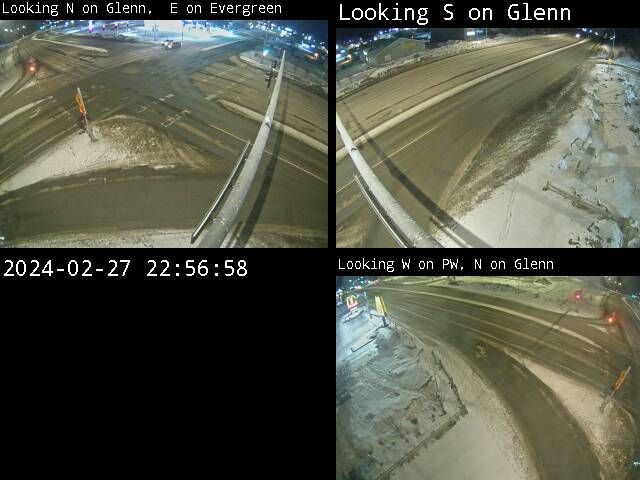 Looking N on Glenn,  E on Evergreen
Looking S on Glenn
2024-02-27 22:56:58
Looking W on PW, N on Glenn